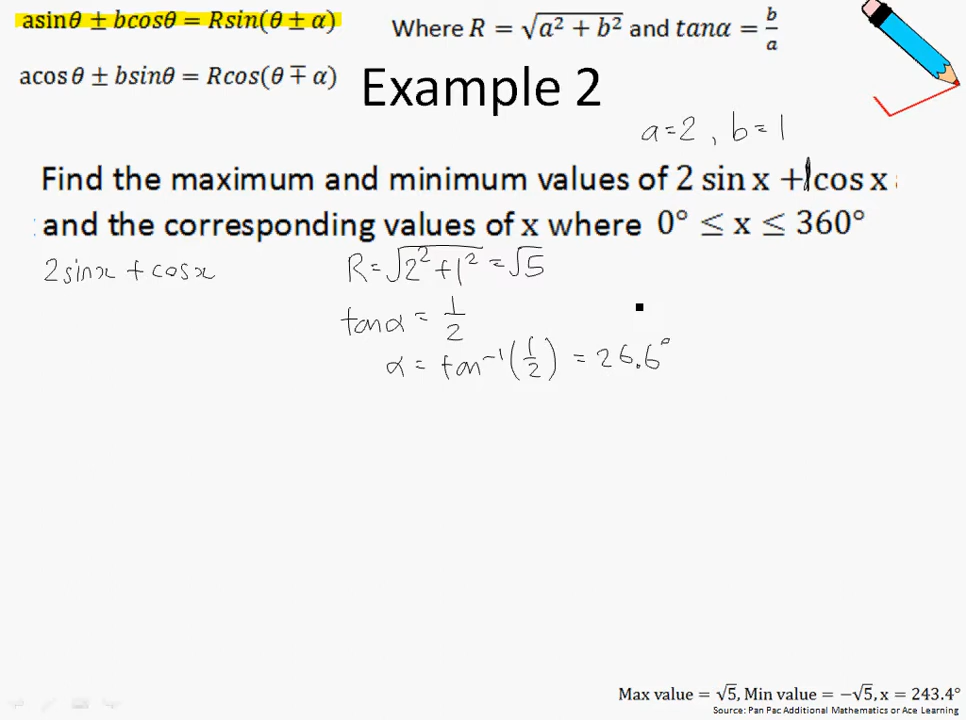 asinθ ± bcosθ = Rsin(θ ± α)
Where R = √(a² + b²) and tanα = b/a
acosθ ± bsinθ = Rcos(θ ∓ α)
Example 2
a=2, b=1
Find the maximum and minimum values of 2 sin x +1cos x
and the corresponding values of x where 0° ≤ x ≤ 360°
2sinx + cosx
R=√(2²+1²) =√5
tanα = 1/2
α = tan⁻¹(1/2) = 26.6°
Max value = √5, Min value = −√5, x = 243.4°
Source: Pan Pac Additional Mathematics or Ace Learning